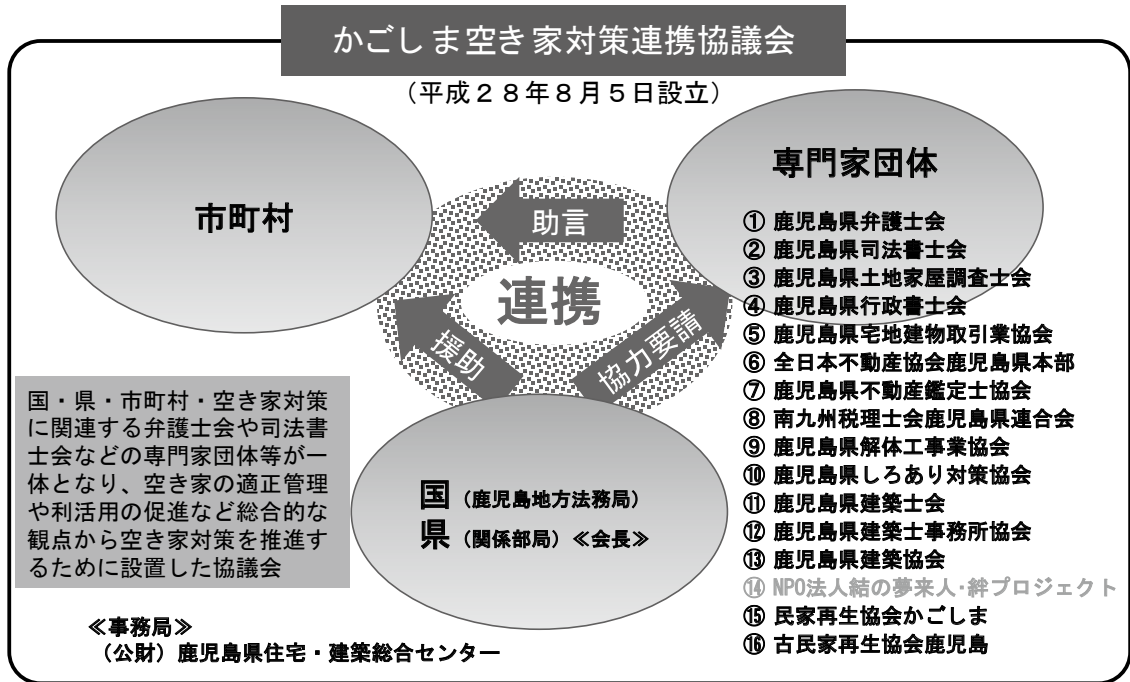 かごしま空き家対策連携協議会
（平成２８年８月５日設立）
市町村
専門家団体
助言
連携
援助
協力要請
① 鹿児島県弁護士会
② 鹿児島県司法書士会
③ 鹿児島県土地家屋調査士会
④ 鹿児島県行政書士会
⑤ 鹿児島県宅地建物取引業協会
⑥ 全日本不動産協会鹿児島県本部
⑦ 鹿児島県不動産鑑定士協会
⑧ 南九州税理士会鹿児島県連合会
⑨ 鹿児島県解体工事業協会
⑩ 鹿児島県しろあり対策協会
⑪ 鹿児島県建築士会
⑫ 鹿児島県建築士事務所協会
⑬ 鹿児島県建築協会
⑭ NPO法人結の夢来人・絆プロジェクト
⑮ 民家再生協会かごしま
⑯ 古民家再生協会鹿児島
国・県・市町村・空き家対策
に関連する弁護士会や司法書
士会などの専門家団体等が一
体となり、空き家の適正管理
や利活用の促進など総合的な
観点から空き家対策を推進す
るために設置した協議会
国（鹿児島地方法務局）
県（関係部局）≪会長≫
≪事務局≫
（公財）鹿児島県住宅・建築総合センター